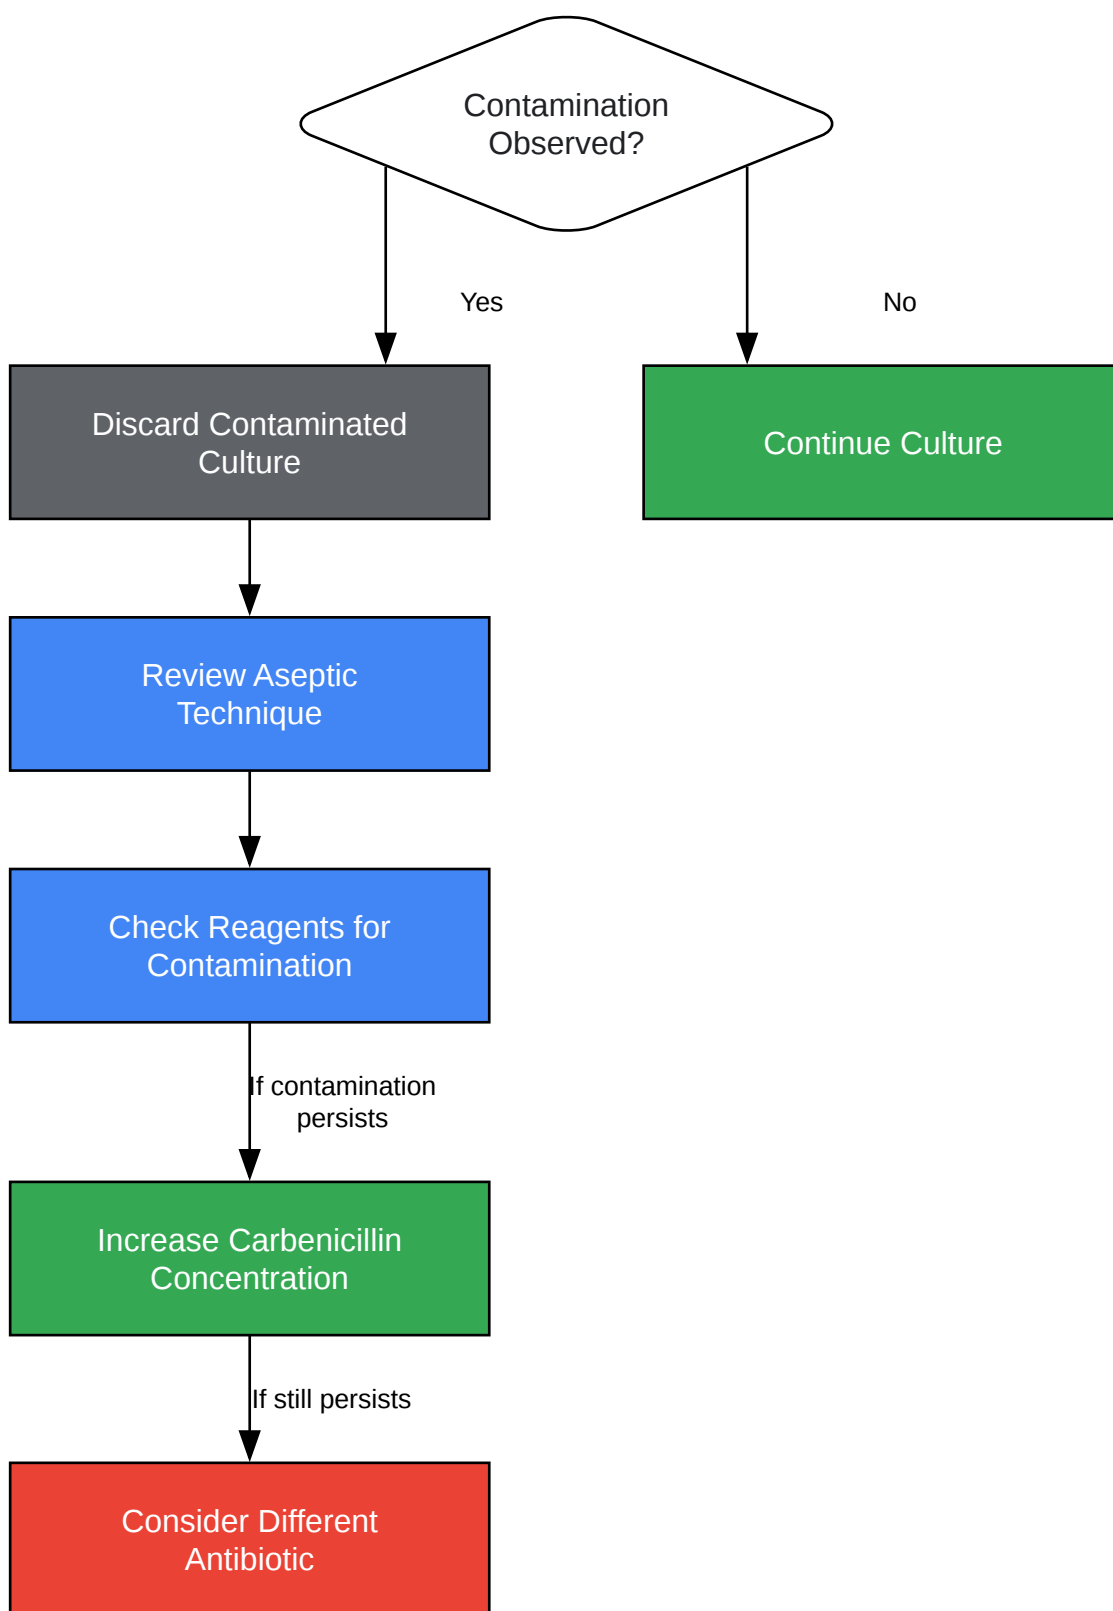 Contamination
Observed?
Yes
No
Discard Contaminated
Culture
Continue Culture
Review Aseptic
Technique
Check Reagents for
Contamination
If contamination
persists
Increase Carbenicillin
Concentration
If still persists
Consider Different
Antibiotic